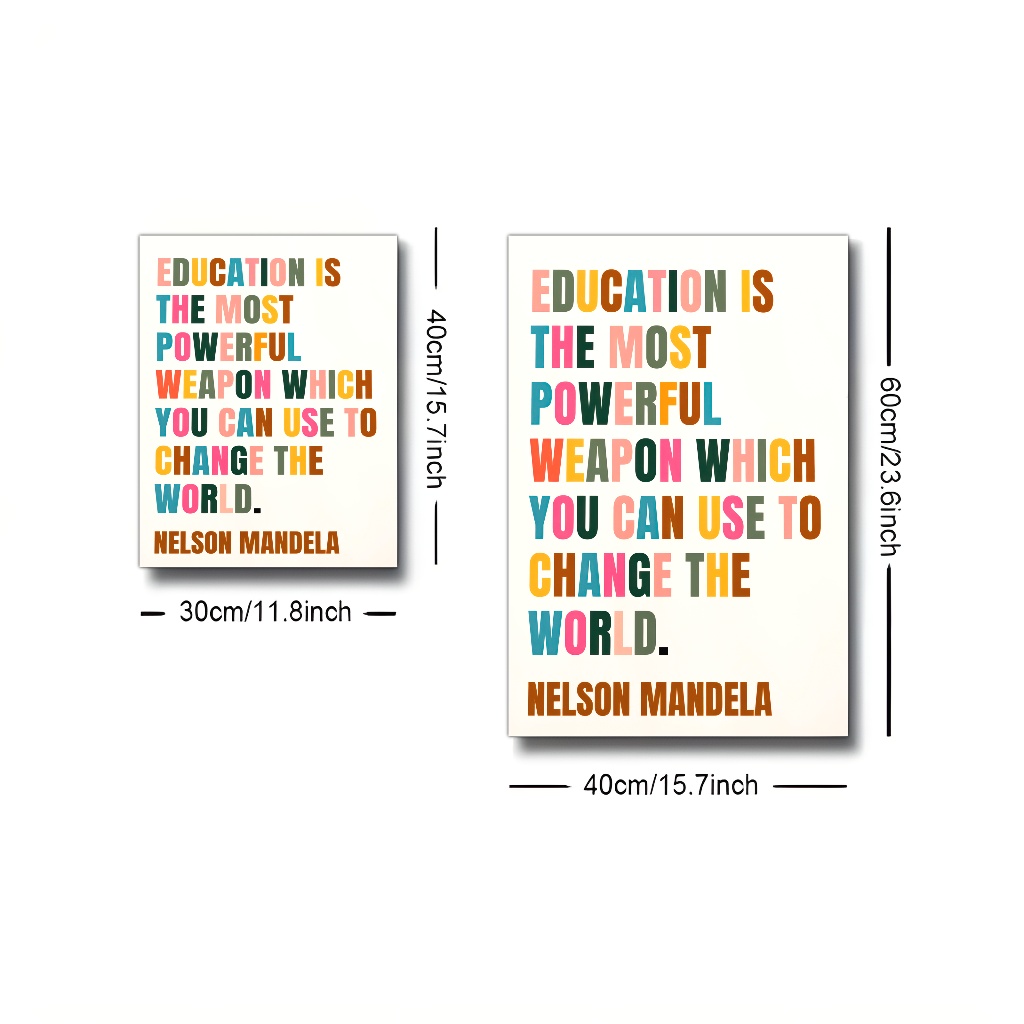 EDUCATION IS
THE MOST
POWERFUL
WEAPON WHICH
YOU CAN USE TO
CHANGE THE
WORLD.
NELSON MANDELA
40cm/15.7inch
30cm/11.8inch
EDUCATION IS
THE MOST
POWERFUL
WEAPON WHICH
YOU CAN USE TO
CHANGE THE
WORLD.
NELSON MANDELA
60cm/23.6inch
40cm/15.7inch